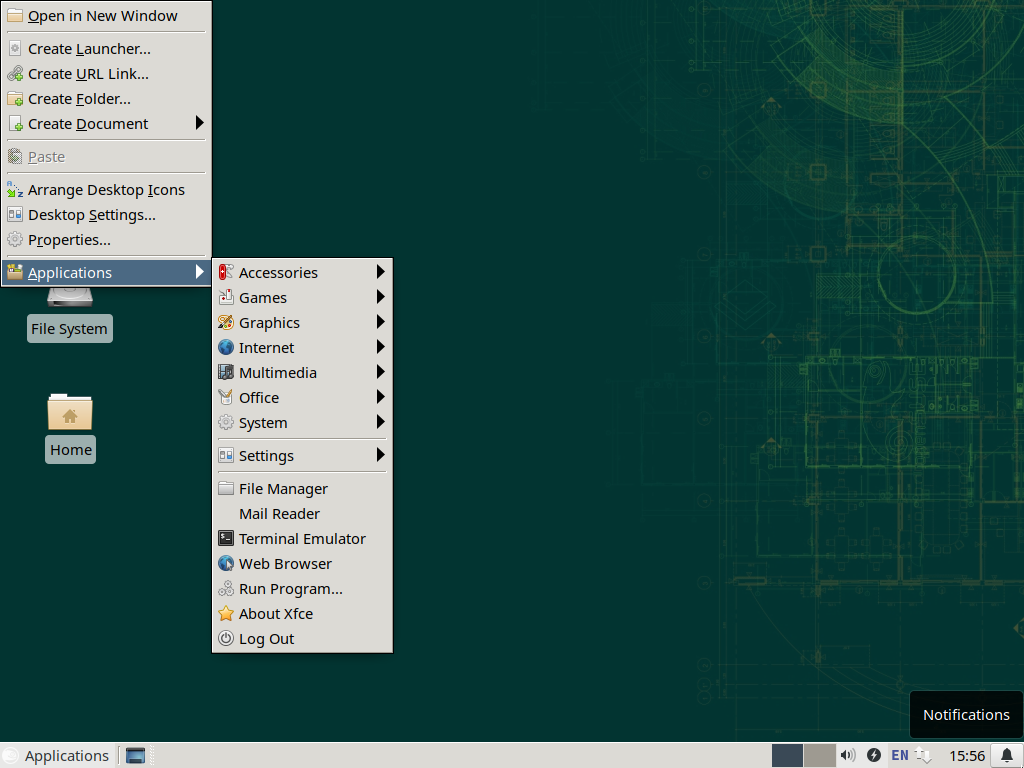 Open in New Window
Create Launcher...
Create URL Link...
Create Folder...
Create Document
Paste
Arrange Desktop Icons
Desktop Settings...
Properties...
Applications
Accessories
Games
Graphics
Internet
Multimedia
Office
System
Settings
File Manager
Mail Reader
Terminal Emulator
Web Browser
Run Program...
About Xfce
Log Out
File System
Home
Notifications
Applications
EN
15:56